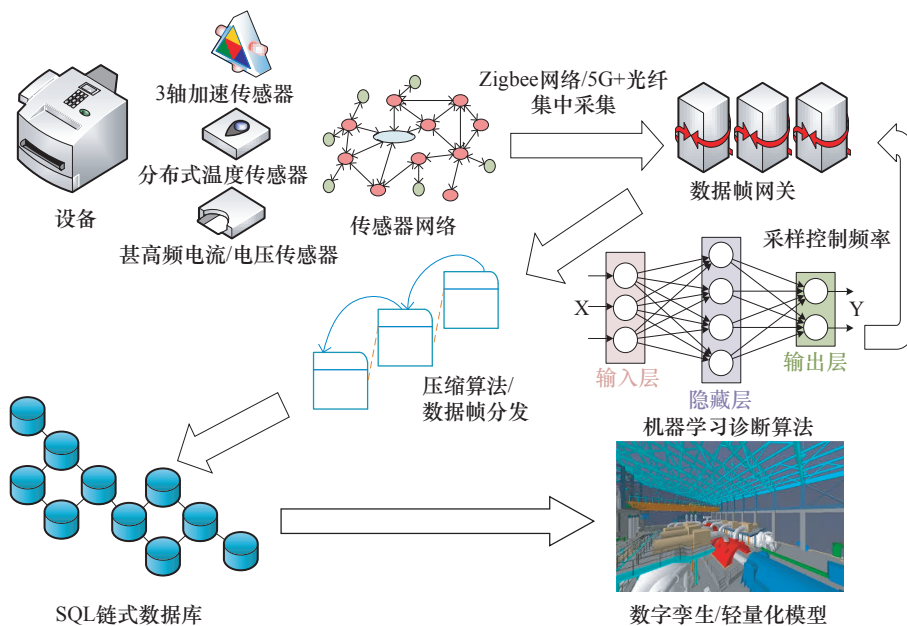 3轴加速传感器
分布式温度传感器
设备
甚高频电流/电压传感器
传感器网络
Zigbee网络/5G+光纤
集中采集
数据帧网关
采样控制频率
X
Y
输入层
隐藏层
输出层
机器学习诊断算法
压缩算法/
数据帧分发
SQL链式数据库
数字孪生/轻量化模型